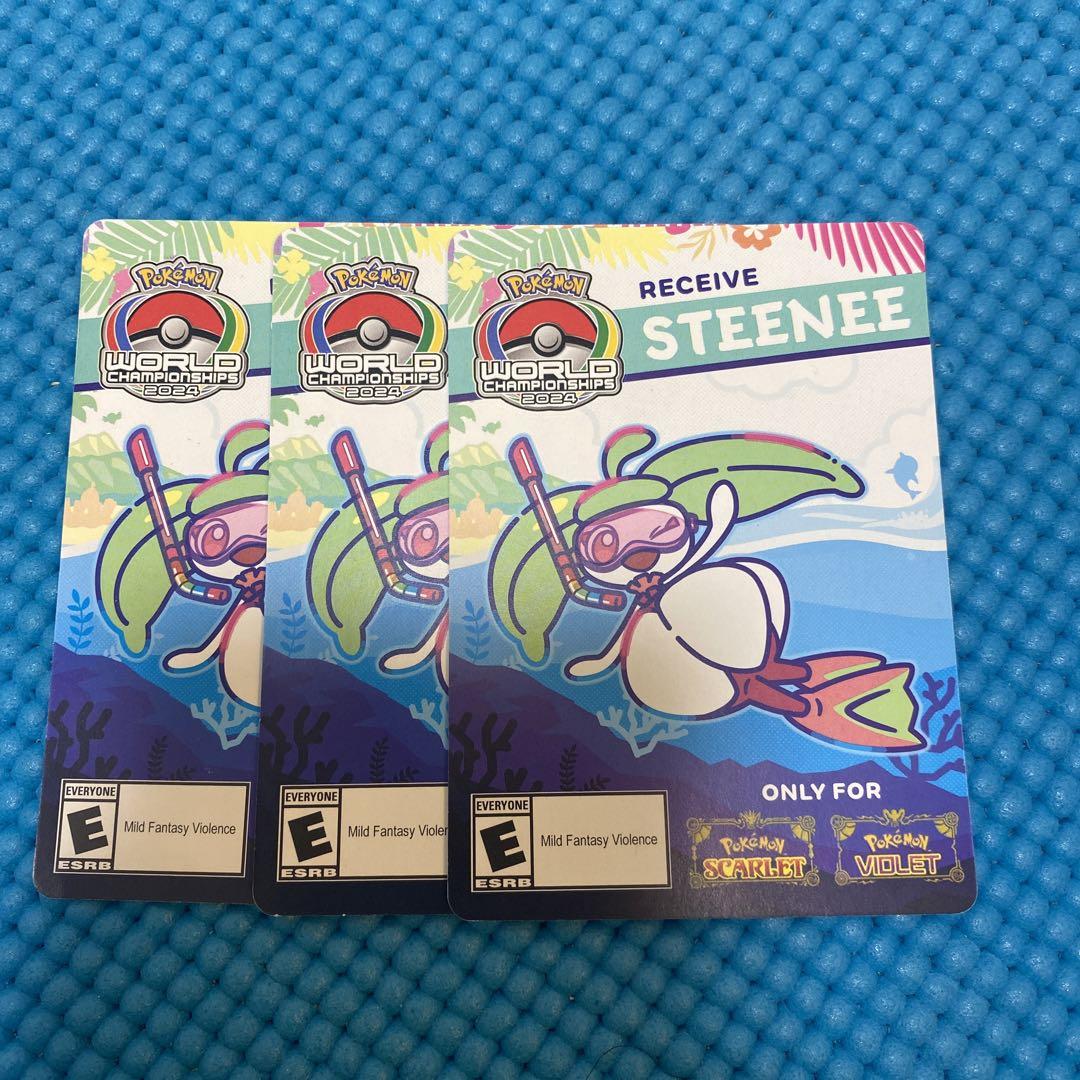 POKÉMON
WORLD
CHAMPIONSHIPS
2024
EVERYONE
E
ESRB
Mild Fantasy Violence
POKÉMON
WORLD
CHAMPIONSHIPS
2024
EVERYONE
E
ESRB
Mild Fantasy Violen
POKÉMON
WORLD
CHAMPIONSHIPS
2024
RECEIVE
STEENEE
EVERYONE
E
ESRB
Mild Fantasy Violence
ONLY FOR
POKÉMON
SCARLET
POKÉMON
VIOLET